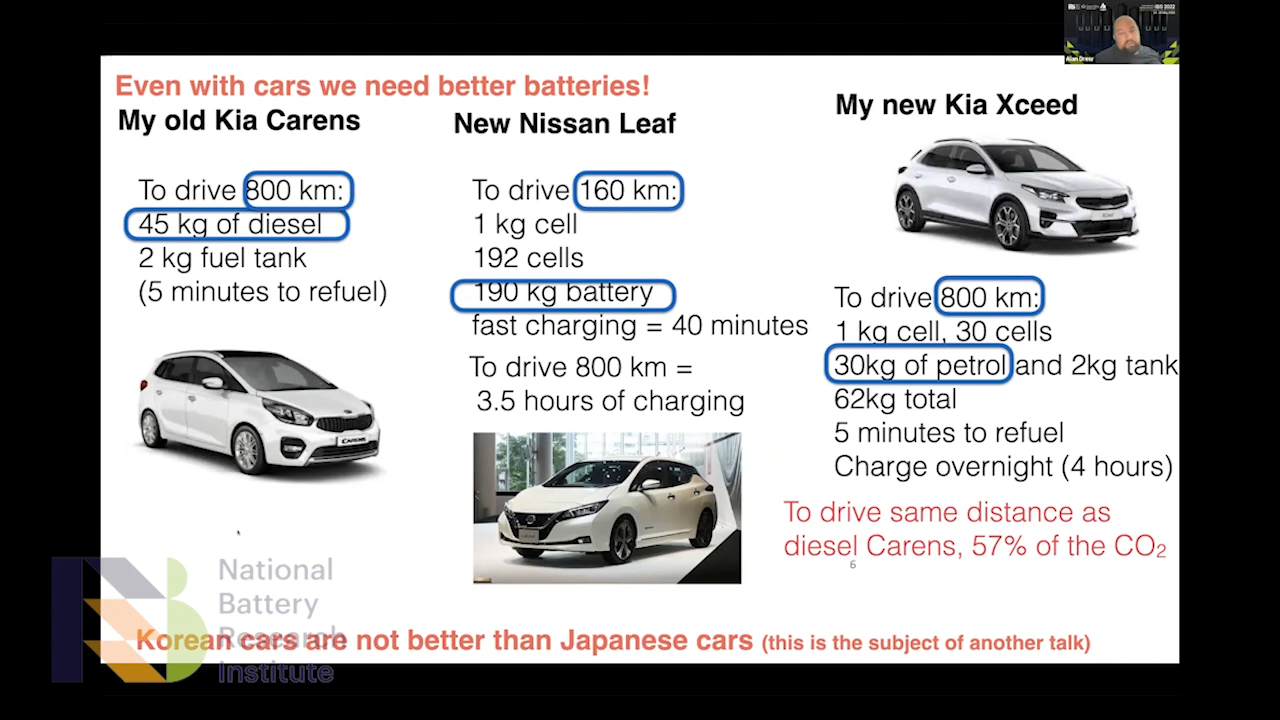 IBS 2022
Alan Drew
Even with cars we need better batteries!
My old Kia Carens
To drive 800 km:
45 kg of diesel
2 kg fuel tank
(5 minutes to refuel)
CARENS
New Nissan Leaf
To drive 160 km:
1 kg cell
192 cells
190 kg battery
fast charging = 40 minutes
To drive 800 km =
3.5 hours of charging
My new Kia Xceed
To drive 800 km:
1 kg cell, 30 cells
30kg of petrol and 2kg tank
62kg total
5 minutes to refuel
Charge overnight (4 hours)
To drive same distance as
diesel Carens, 57% of the CO₂
6
National
Battery
Research
Institute
Korean cars are not better than Japanese cars (this is the subject of another talk)